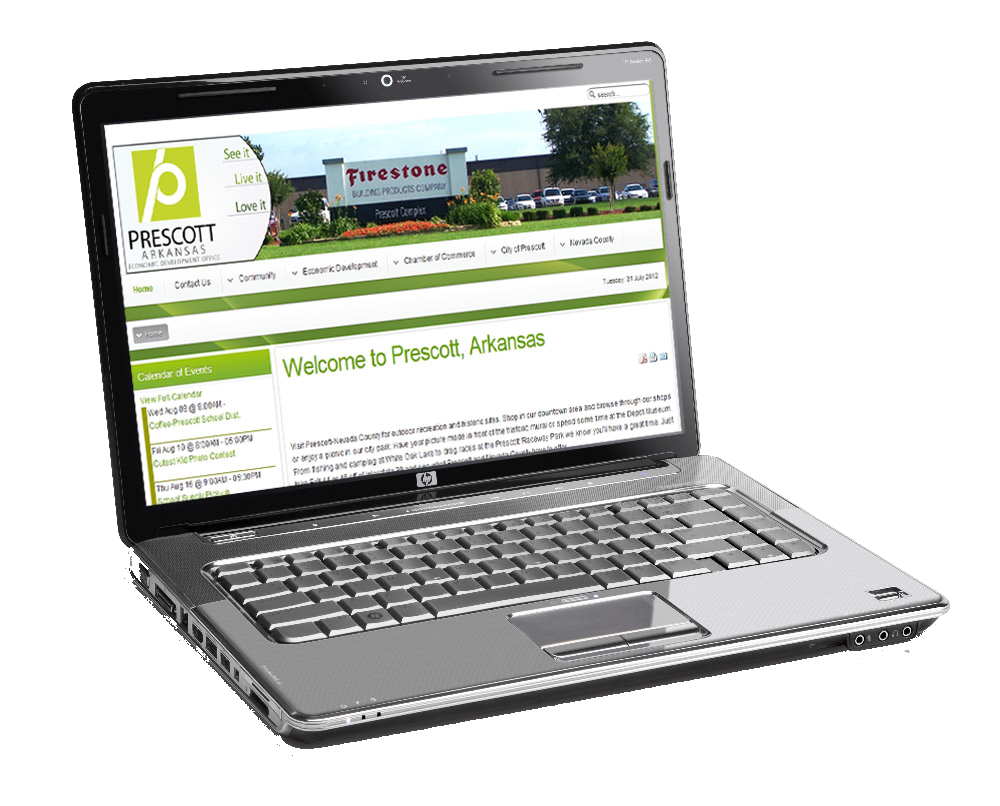 search...
See it
Live it
Love it
PRESCOTT
ARKANSAS
ECONOMIC DEVELOPMENT OFFICE
Firestone
BUILDING PRODUCTS COMPANY
Prescott Complex
Home
Contact Us
Community
Economic Development
Chamber of Commerce
City of Prescott
Nevada County
Tuesday, 31 July 2012
Home
Calendar of Events
View Full Calendar
Wed Aug 08 @ 8:00AM -
Coffee-Prescott School Dist.
Fri Aug 10 @ 8:00AM - 05:00PM
Cutest Kid Photo Contest
Thu Aug 16 @ 9:00AM - 05:30PM
School Supply Pick-up
Welcome to Prescott, Arkansas
Visit Prescott-Nevada County for outdoor recreation and historic sites. Shop in our downtown area and browse through our shops
or enjoy a picnic in our city park. Have your picture made in front of the historic mural or spend some time at the Depot Museum.
From fishing and camping at White Oak Lake to drag races at the Prescott Raceway Park we know you'll have a great time. Just
hp